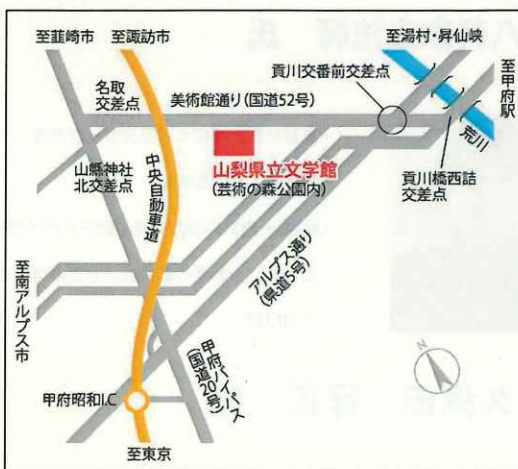 至韮崎市
至諏訪市
至湯村・昇仙峡
至甲府駅
貢川交番前交差点
名取
交差点
美術館通り(国道52号)
荒川
山梨県立文学館
(芸術の森公園内)
貢川橋西詰
交差点
山縣神社
北交差点
中央自動車道
アルプス通り
(県道5号)
至南アルプス市
甲府バイパス
(国道20号)
甲府昭和I.C
至東京
N